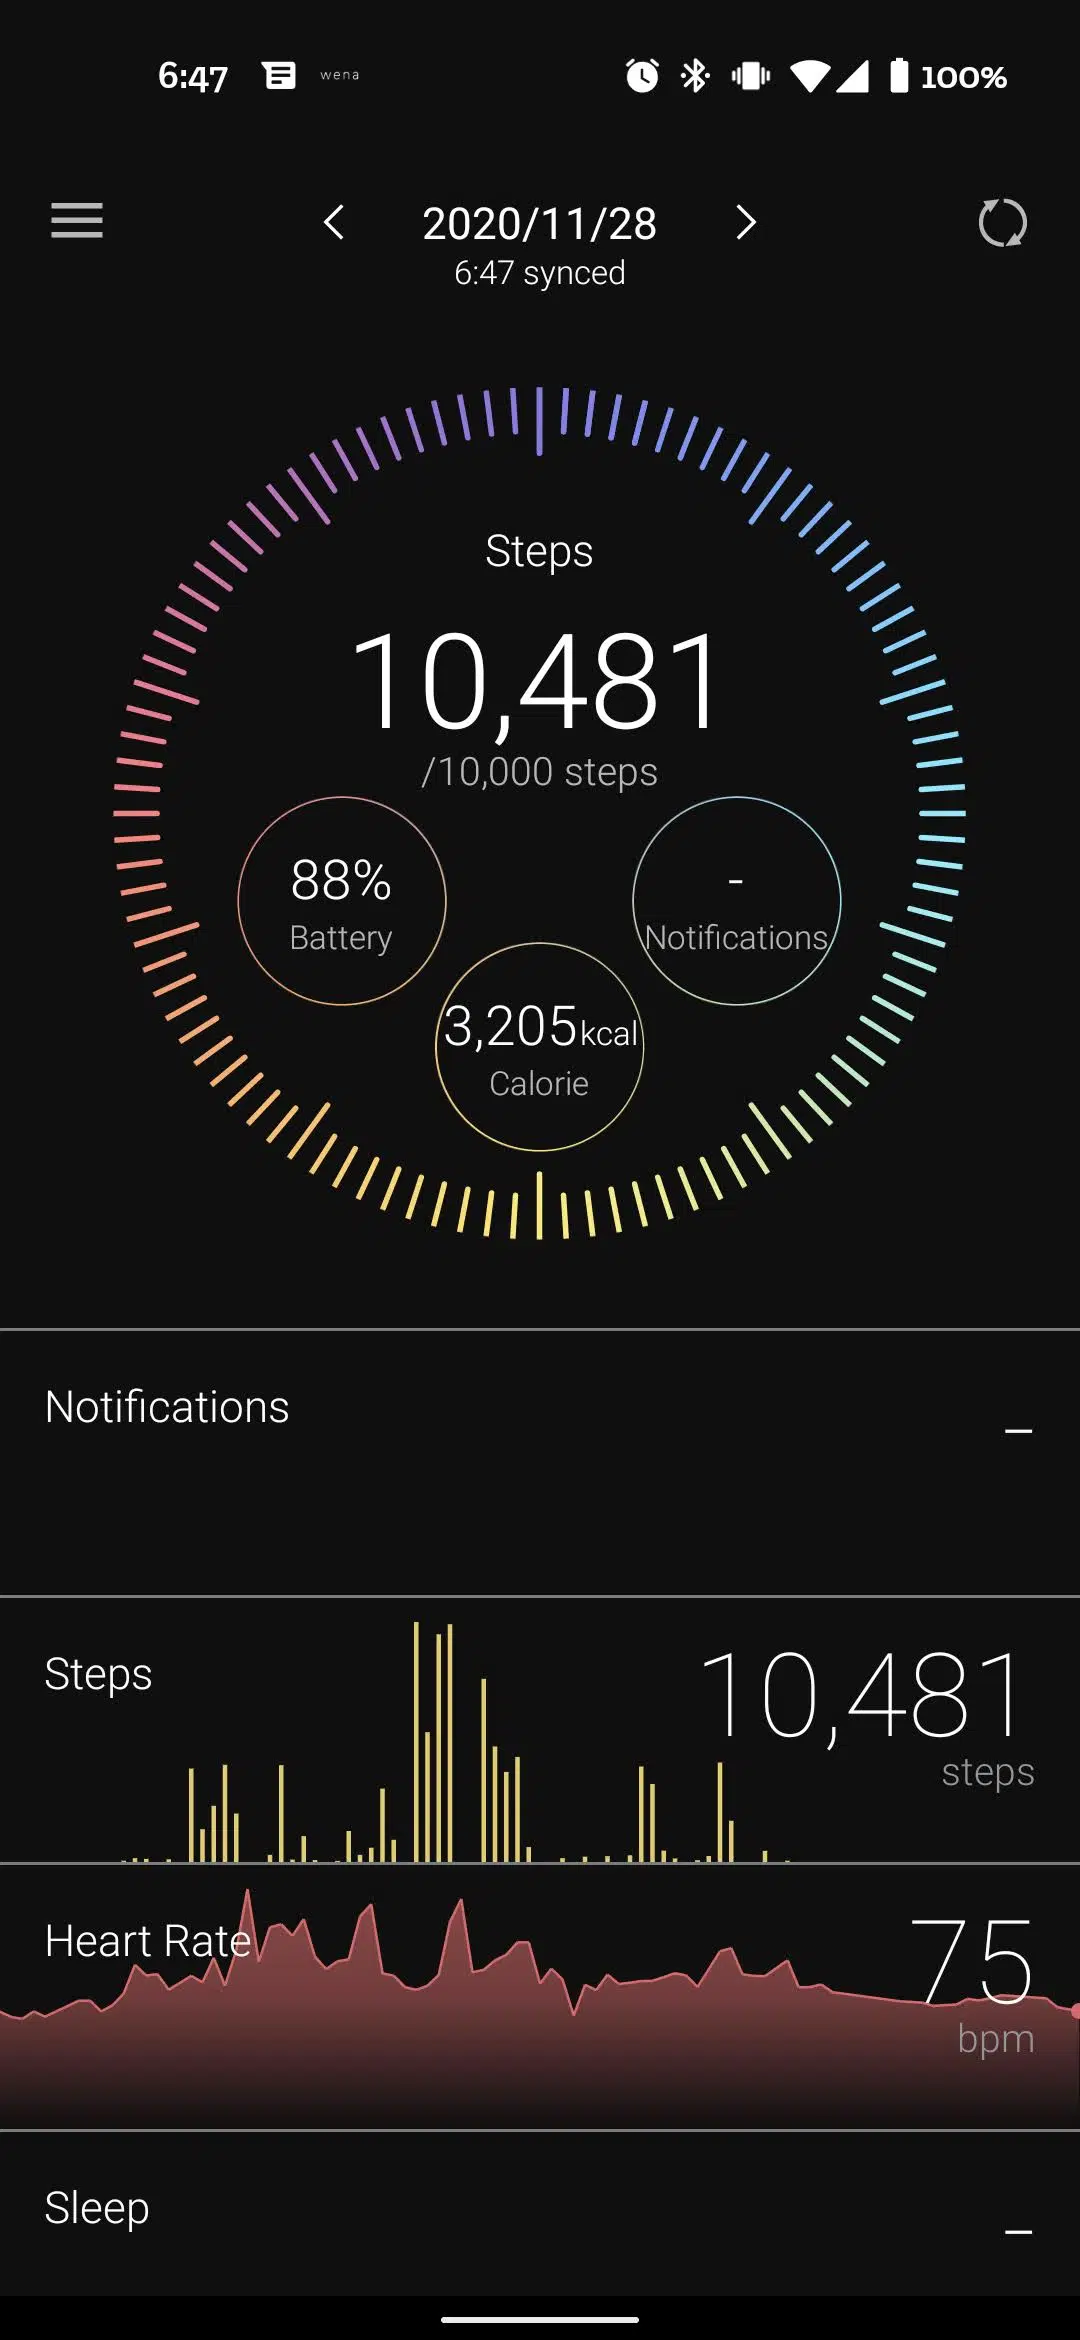 6:47 wena 100%
2020/11/28
6:47 synced
Steps
10,481
/10,000 steps
88%
Battery
-
Notifications
3,205kcal
Calorie
Notifications
–
Steps
10,481
steps
Heart Rate
75
bpm
Sleep
–